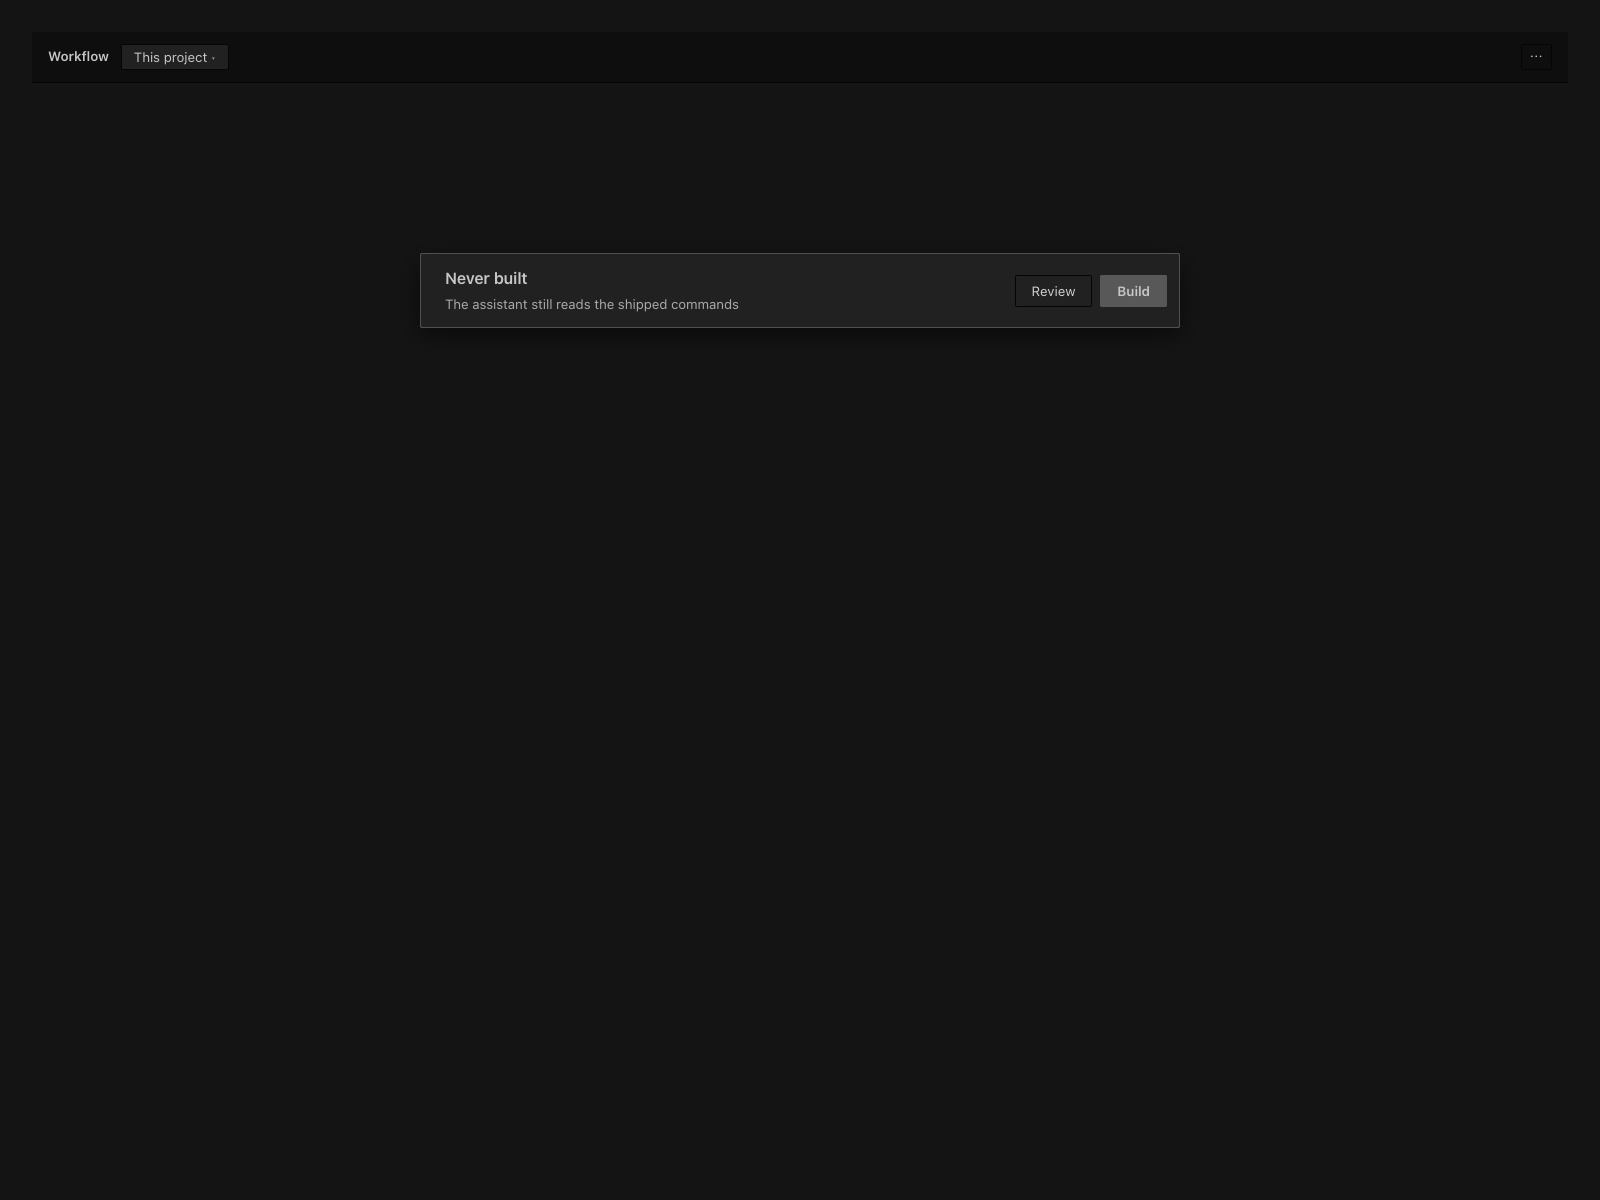 Workflow
This project
...
Never built
The assistant still reads the shipped commands
Review
Build